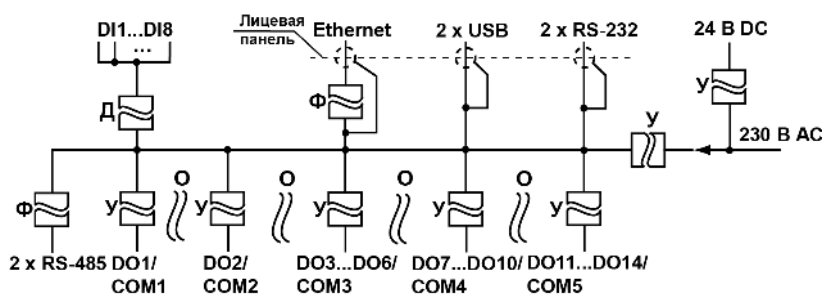 DI1...DI8
...
Лицевая
панель
Ethernet
2 x USB
2 x RS-232
24 В DC
Д
Ф
У
У
230 В AC
О
О
О
О
Ф
У
У
У
У
У
2 x RS-485
DO1/
COM1
DO2/
COM2
DO3...DO6/
COM3
DO7...DO10/
COM4
DO11...DO14/
COM5